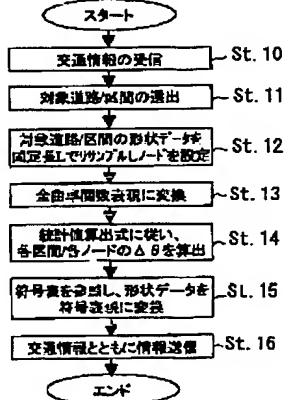 スタート
交通情報の受信
St. 10
対象道路/区間の選出
St. 11
対象道路/区間の形状データを
固定長Lでリサンプルしノードを設定
St. 12
全曲率関数表現に変換
St. 13
統計値算出式に従い、
各区間/各ノードのΔθを算出
St. 14
符号表を参照し、形状データを
符号表現に変換
SL. 15
交通情報とともに情報送信
St. 16
エンド